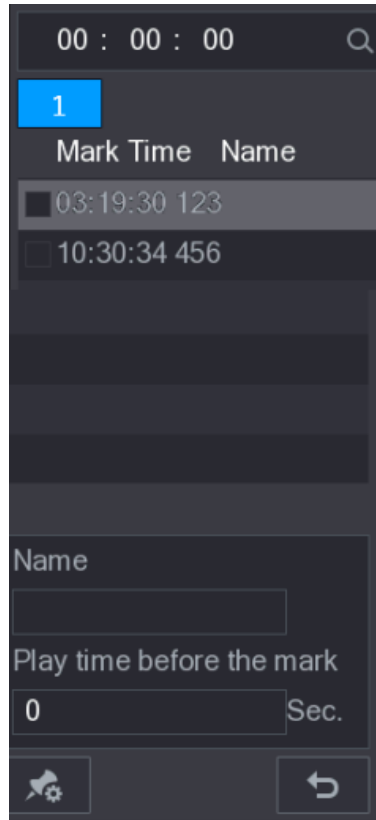 00 : 00 : 00
1
Mark Time Name
03:19:30 123
10:30:34 456
Name
Play time before the mark
0 Sec.